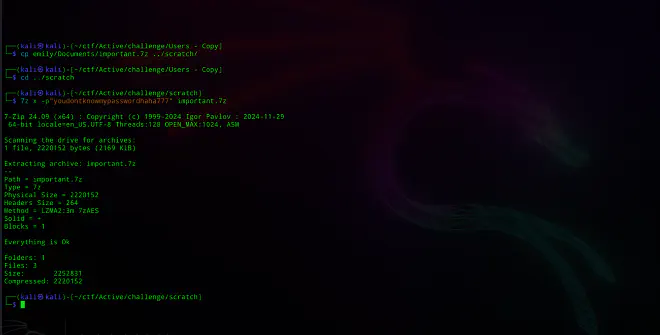 ┌──(kali㉿kali)-[~/ctf/Active/challenge/Users - Copy]
└─$ cp emily/Documents/important.7z ../scratch/
┌──(kali㉿kali)-[~/ctf/Active/challenge/Users - Copy]
└─$ cd ../scratch
┌──(kali㉿kali)-[~/ctf/Active/challenge/scratch]
└─$ 7z x -p"youdontknowmypasswordhaha777" important.7z
7-Zip 24.09 (x64) : Copyright (c) 1999-2024 Igor Pavlov : 2024-11-29
64-bit locale=en_US.UTF-8 Threads:128 OPEN_MAX:1024, ASM
Scanning the drive for archives:
1 file, 2220152 bytes (2169 KiB)
Extracting archive: important.7z
--
Path = important.7z
Type = 7z
Physical Size = 2220152
Headers Size = 264
Method = LZMA2:3m 7zAES
Solid = +
Blocks = 1
Everything is Ok
Folders: 1
Files: 3
Size: 2252831
Compressed: 2220152
┌──(kali㉿kali)-[~/ctf/Active/challenge/scratch]
└─$